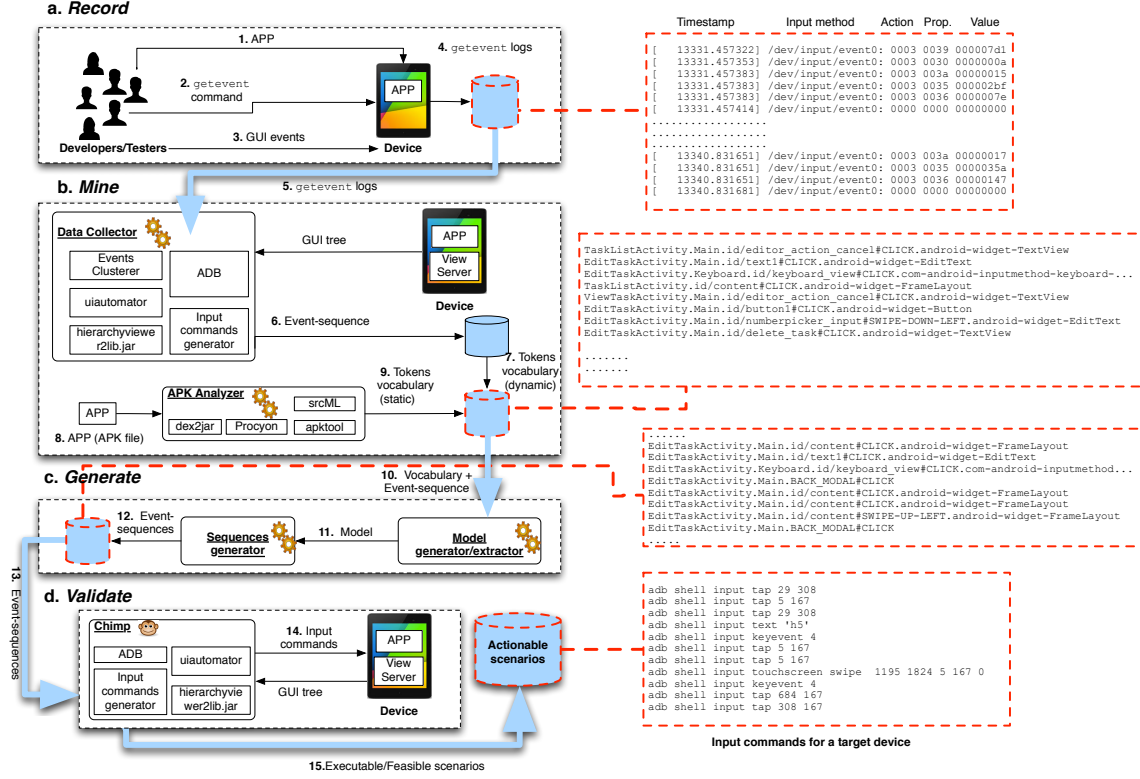 a. Record
1. APP
2. getevent
command
3. GUI events
Developers/Testers
APP
Device
4.
getevent logs
Timestamp Input method Action Prop. Value
[ 13331.457322] /dev/input/event0: 0003 0039 000007d1
[ 13331.457353] /dev/input/event0: 0003 0030 0000000a
[ 13331.457383] /dev/input/event0: 0003 003a 00000015
[ 13331.457383] /dev/input/event0: 0003 0035 000002bf
[ 13331.457383] /dev/input/event0: 0003 0036 0000007e
[ 13331.457414] /dev/input/event0: 0000 0000 00000000
..................
..................
..................
[ 13340.831651] /dev/input/event0: 0003 003a 00000017
[ 13340.831651] /dev/input/event0: 0003 0035 0000035a
[ 13340.831651] /dev/input/event0: 0003 0036 00000147
[ 13340.831681] /dev/input/event0: 0000 0000 00000000
5. getevent logs
b. Mine
Data Collector
Events
Clusterer
ADB
uiautomator
hierarchyviewe
r2lib.jar
Input
commands
generator
GUI tree
APP
View
Server
Device
6. Event-sequence
7. Tokens
vocabulary
(dynamic)
8. APP (APK file)
APP
APK Analyzer
srcML
dex2jar
Procyon
apktool
9. Tokens
vocabulary
(static)
TaskListActivity.Main.id/editor_action_cancel#CLICK.android-widget-TextView
EditTaskActivity.Main.id/text1#CLICK.android-widget-EditText
EditTaskActivity.Keyboard.id/keyboard_view#CLICK.com-android-inputmethod-keyboard-...
TaskListActivity.id/content#CLICK.android-widget-FrameLayout
ViewTaskActivity.Main.id/editor_action_cancel#CLICK.android-widget-TextView
EditTaskActivity.Main.id/button1#CLICK.android-widget-Button
EditTaskActivity.Main.id/numberpicker_input#SWIPE-DOWN-LEFT.android-widget-EditText
EditTaskActivity.Main.id/delete_task#CLICK.android-widget-TextView
.......
.......
10. Vocabulary +
Event-sequence
c. Generate
12. Event-
sequences
Sequences
generator
11. Model
Model
generator/extractor
......
EditTaskActivity.Main.id/content#CLICK.android-widget-FrameLayout
EditTaskActivity.Main.id/text1#CLICK.android-widget-EditText
EditTaskActivity.Keyboard.id/keyboard_view#CLICK.com-android-inputmethod...
EditTaskActivity.Main.BACK_MODAL#CLICK
EditTaskActivity.Main.id/content#CLICK.android-widget-FrameLayout
EditTaskActivity.Main.id/content#CLICK.android-widget-FrameLayout
EditTaskActivity.Main.id/content#SWIPE-UP-LEFT.android-widget-FrameLayout
EditTaskActivity.Main.BACK_MODAL#CLICK
.....
13. Event-sequences
d. Validate
Chimp
ADB
uiautomator
Input
commands
generator
hierarchyvie
wer2lib.jar
14. Input
commands
GUI tree
APP
View
Server
Device
Actionable
scenarios
adb shell input tap 29 308
adb shell input tap 5 167
adb shell input tap 29 308
adb shell input text 'h5'
adb shell input keyevent 4
adb shell input tap 5 167
adb shell input tap 5 167
adb shell input touchscreen swipe 1195 1824 5 167 0
adb shell input keyevent 4
adb shell input tap 684 167
adb shell input tap 308 167
Input commands for a target device
15.Executable/Feasible scenarios